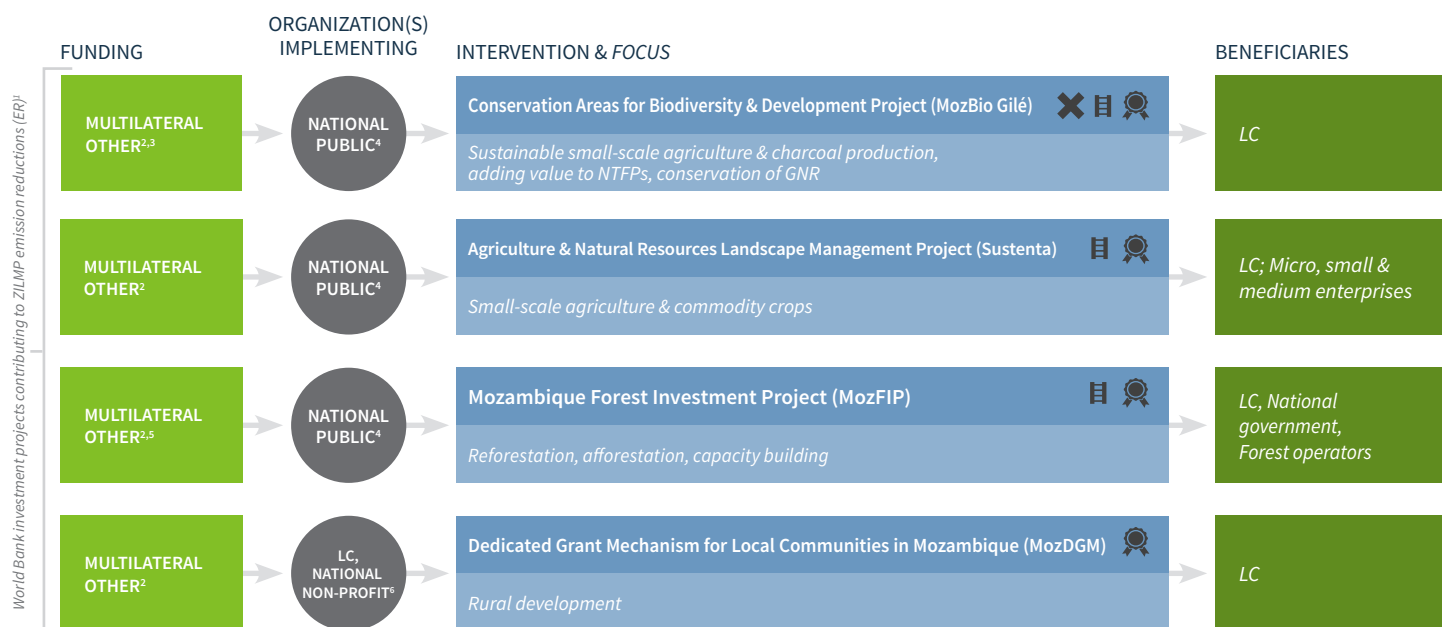 FUNDING
ORGANIZATION(S)
IMPLEMENTING
INTERVENTION & FOCUS
BENEFICIARIES
World Bank investment projects contributing to ZILMP emission reductions (ER)¹
MULTILATERAL
OTHER²,³
NATIONAL
PUBLIC⁴
Conservation Areas for Biodiversity & Development Project (MozBio Gilé)
Sustainable small-scale agriculture & charcoal production,
adding value to NTFPs, conservation of GNR
LC
MULTILATERAL
OTHER²
NATIONAL
PUBLIC⁴
Agriculture & Natural Resources Landscape Management Project (Sustenta)
Small-scale agriculture & commodity crops
LC; Micro, small &
medium enterprises
MULTILATERAL
OTHER²,⁵
NATIONAL
PUBLIC⁴
Mozambique Forest Investment Project (MozFIP)
Reforestation, afforestation, capacity building
LC, National
government,
Forest operators
MULTILATERAL
OTHER²
LC,
NATIONAL
NON-PROFIT⁶
Dedicated Grant Mechanism for Local Communities in Mozambique (MozDGM)
Rural development
LC